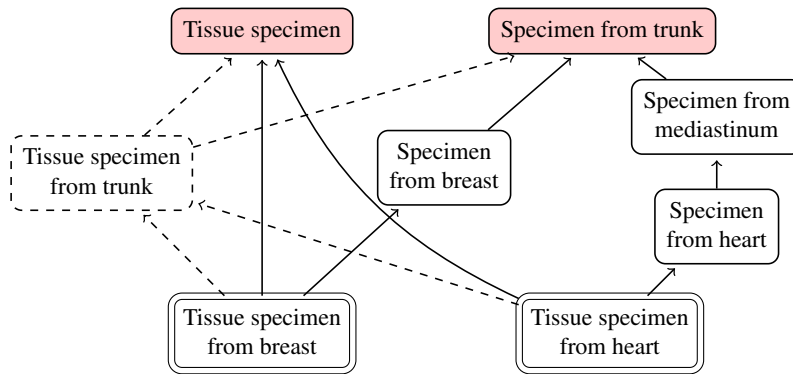 Tissue specimen
Specimen from trunk
Specimen from
mediastinum
Tissue specimen
from trunk
Specimen
from breast
Specimen
from heart
Tissue specimen
from breast
Tissue specimen
from heart